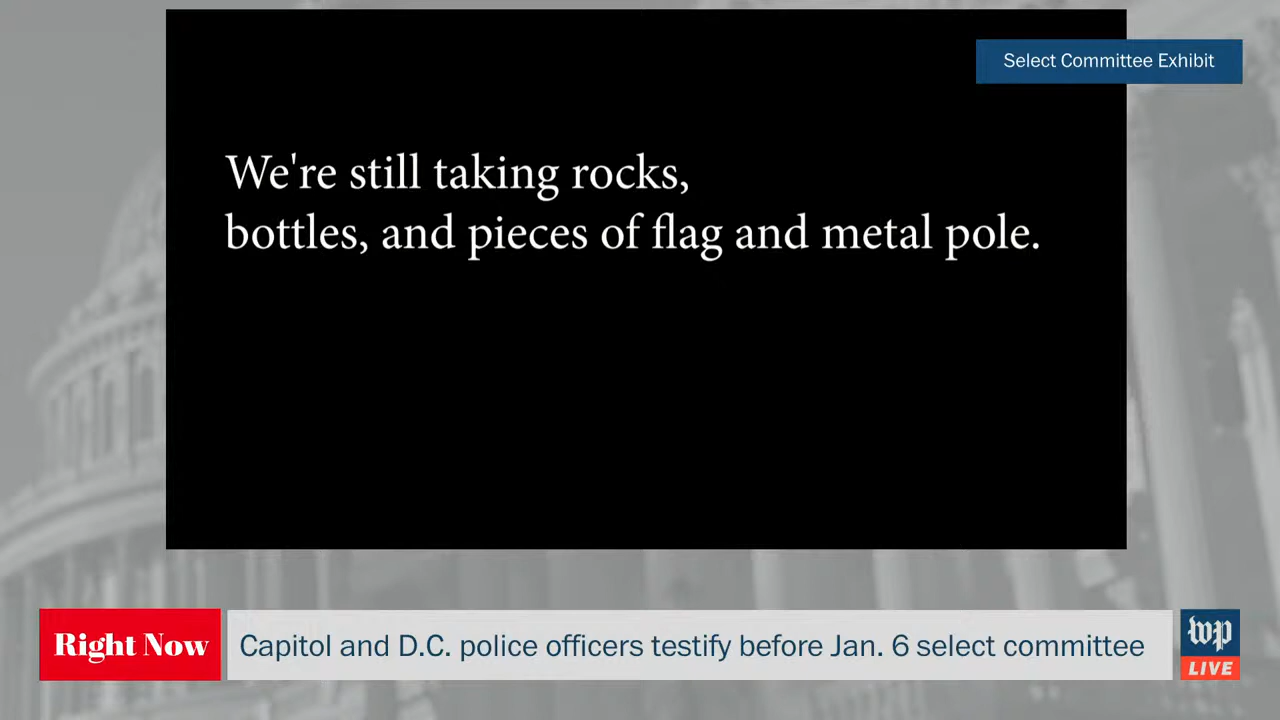 Select Committee Exhibit
We're still taking rocks,
bottles, and pieces of flag and metal pole.
Right Now
Capitol and D.C. police officers testify before Jan. 6 select committee
wp
LIVE